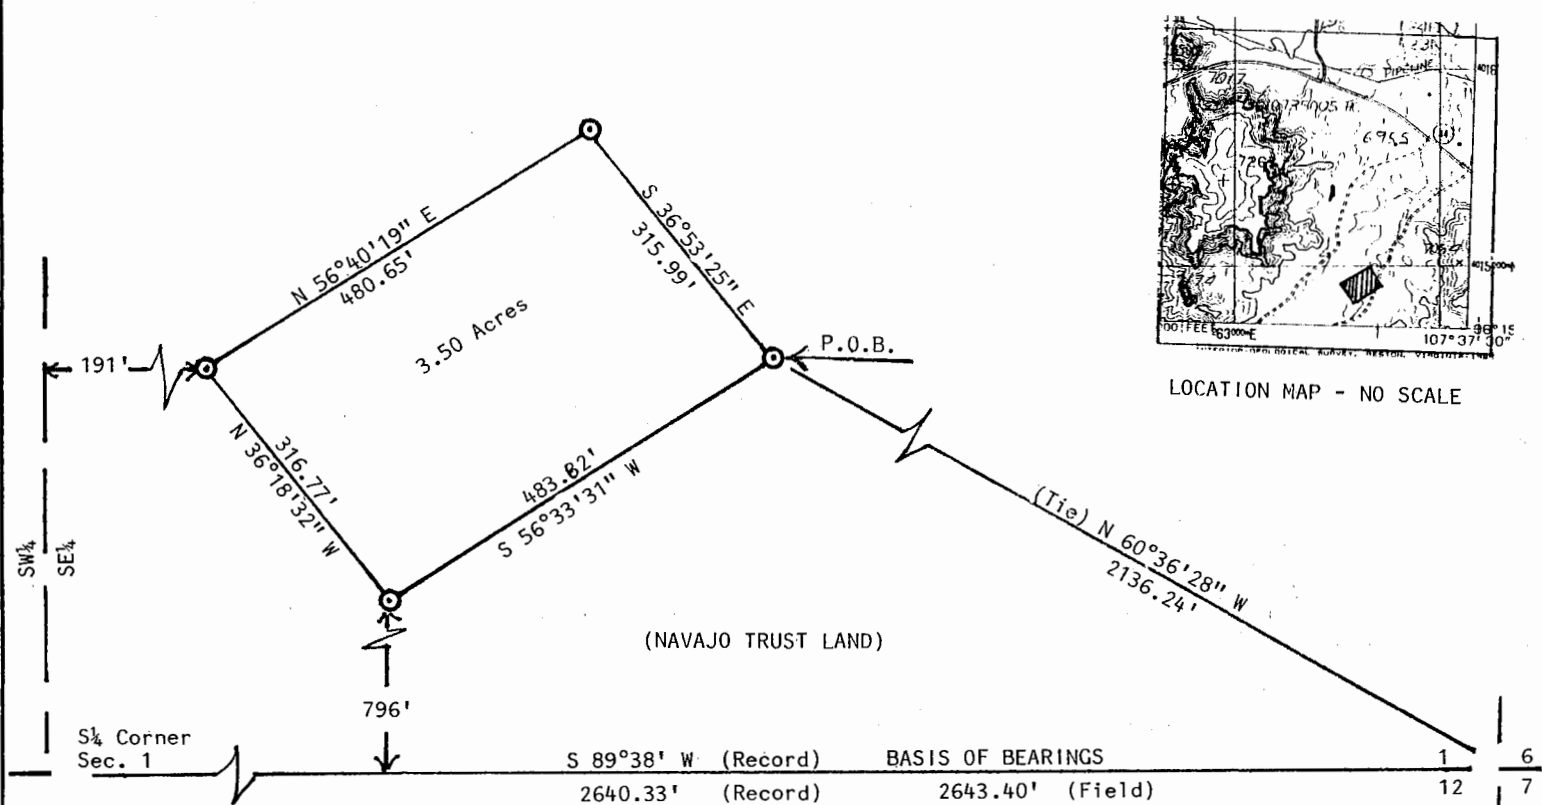 N 56°40'19" E
480.65'
S 36°53'25" E
315.99'
3.50 Acres
191'
P.O.B.
N 36°18'32" W
316.77'
S 56°33'31" W
(Tie) N 60°36'28" W
2136.24'
SW¼
SE¼
(NAVAJO TRUST LAND)
796'
S¼ Corner
Sec. 1
S 89°38' W (Record) BASIS OF BEARINGS
2640.33' (Record) 2643.40' (Field)
1 6
12 7
PIPELINE
7017
6955
44
107°37'30"
LOCATION MAP - NO SCALE